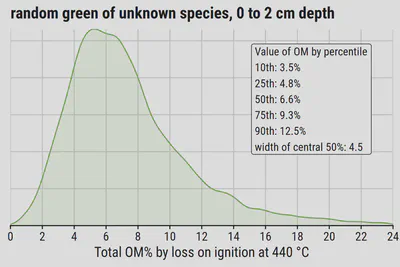 random green of unknown species, 0 to 2 cm depth
Value of OM by percentile
10th: 3.5%
25th: 4.8%
50th: 6.6%
75th: 9.3%
90th: 12.5%
width of central 50%: 4.5
0 2 4 6 8 10 12 14 16 18 20 22 24
Total OM% by loss on ignition at 440 °C